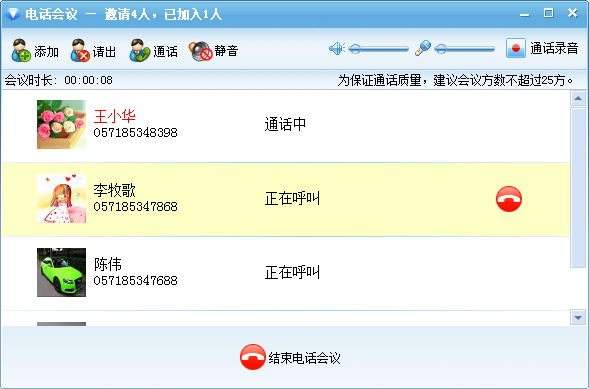 电话会议 － 邀请4人，已加入1人
添加 请出 通话 静音 通话录音
会议时长: 00:00:08 为保证通话质量，建议会议方数不超过25方。
王小华
057185348398
通话中
李牧歌
057185347868
正在呼叫
陈伟
057185347688
正在呼叫
结束电话会议